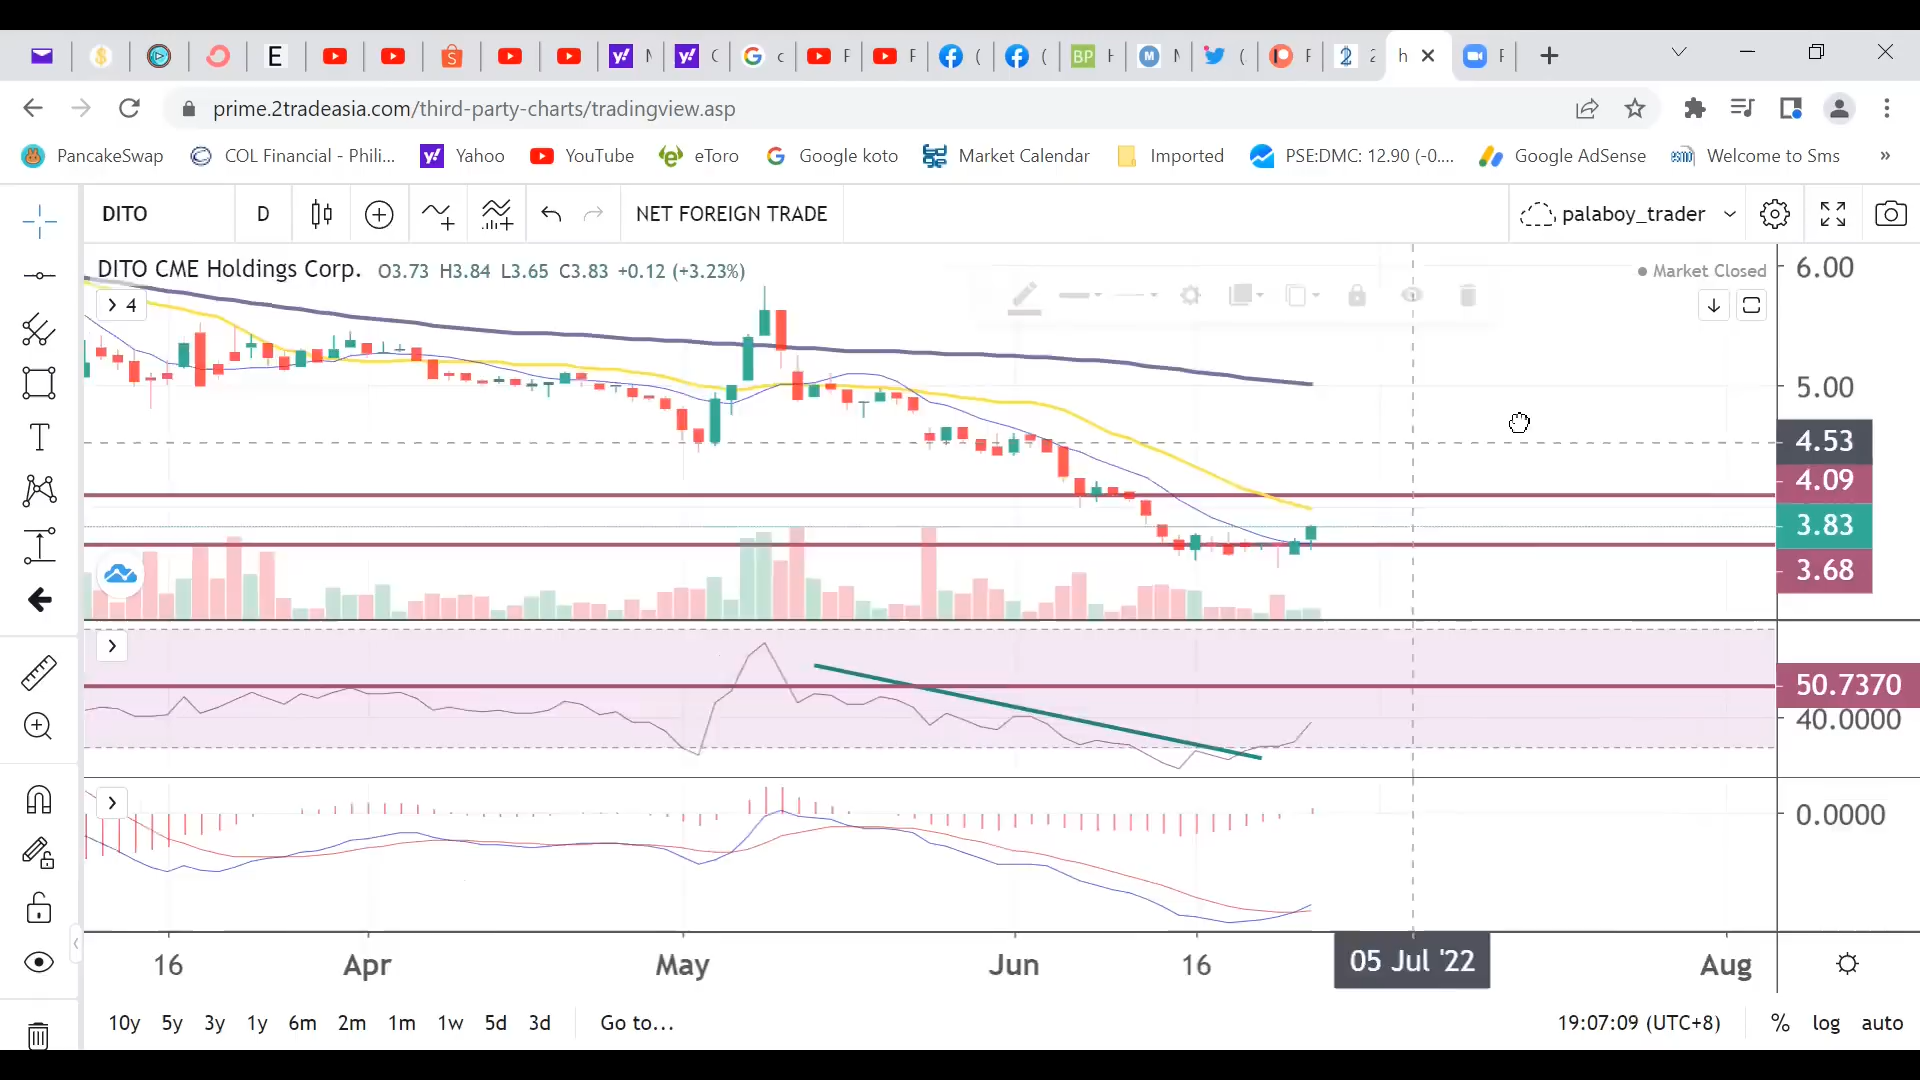 E
N
C
c
F
F
(
(
BP
H
M
N
(
F
2
2
h
F
prime.2tradeasia.com/third-party-charts/tradingview.asp
PancakeSwap
COL Financial - Phili...
Yahoo
YouTube
eToro
Google koto
Market Calendar
Imported
PSE:DMC: 12.90 (-0....
Google AdSense
Welcome to Sms
»
DITO
D
NET FOREIGN TRADE
palaboy_trader
DITO CME Holdings Corp. O3.73 H3.84 L3.65 C3.83 +0.12 (+3.23%)
Market Closed
4
6.00
5.00
4.53
4.09
3.83
3.68
50.7370
40.0000
0.0000
16
Apr
May
Jun
16
05 Jul '22
Aug
10y 5y 3y 1y 6m 2m 1m 1w 5d 3d
Go to...
19:07:09 (UTC+8)
% log auto